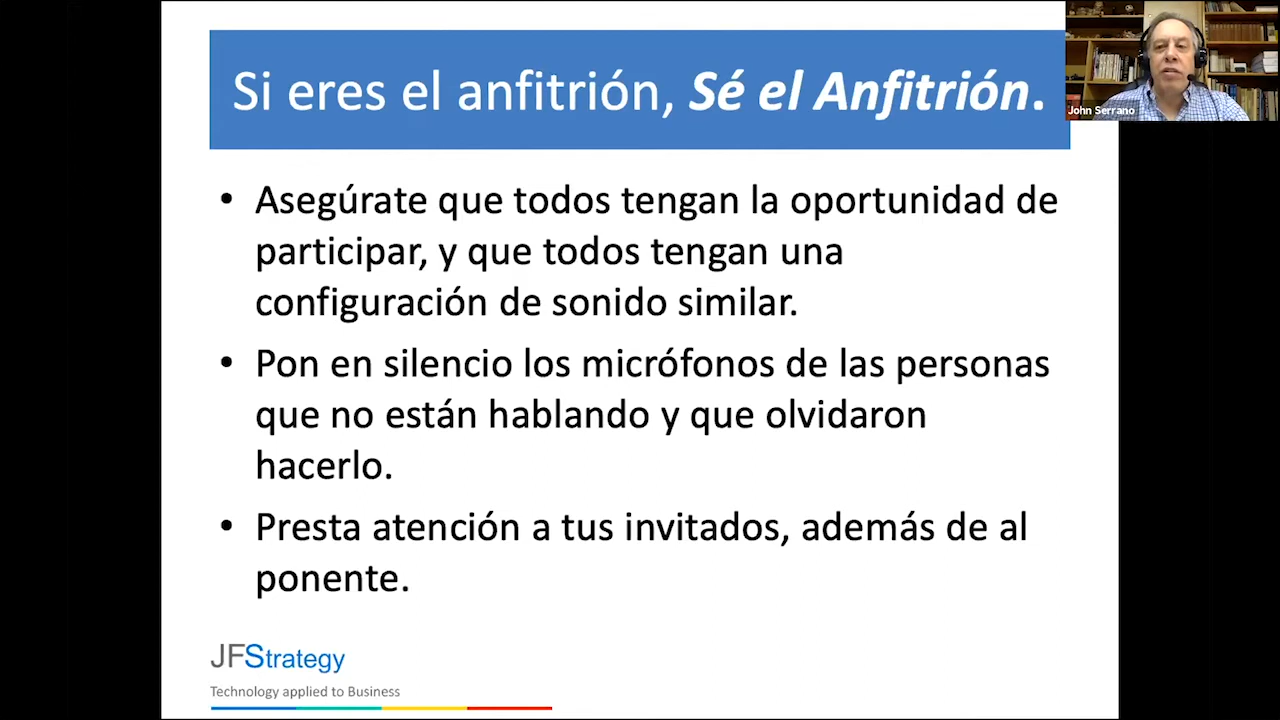 Si eres el anfitrión, Sé el Anfitrión.
John Serrano
• Asegúrate que todos tengan la oportunidad de
participar, y que todos tengan una
configuración de sonido similar.
• Pon en silencio los micrófonos de las personas
que no están hablando y que olvidaron
hacerlo.
• Presta atención a tus invitados, además de al
ponente.
JFStrategy
Technology applied to Business